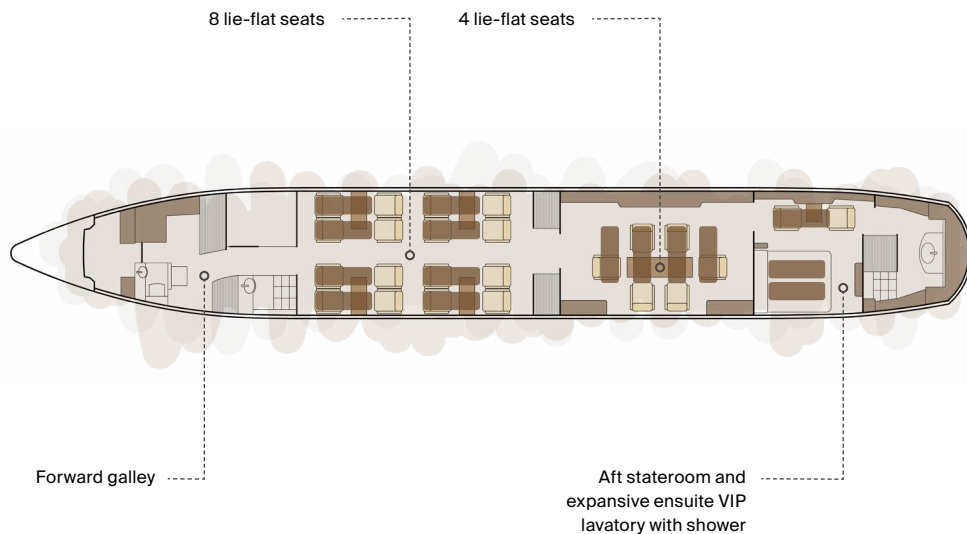 8 lie-flat seats
4 lie-flat seats
Forward galley
Aft stateroom and
expansive ensuite VIP
lavatory with shower